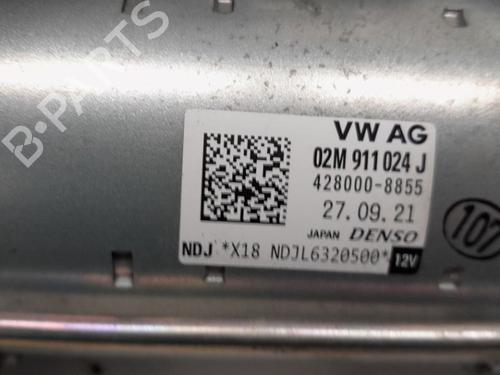 B-PARTS
VW AG
02M 911 024 J
428000-8855
27.09.21
JAPAN DENSO
NDJ *X18 NDJL6320500* 12V
107